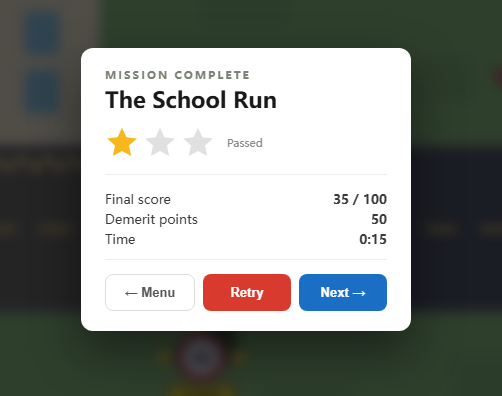 MISSION COMPLETE
The School Run
Passed
Final score 35 / 100
Demerit points 50
Time 0:15
← Menu Retry Next →